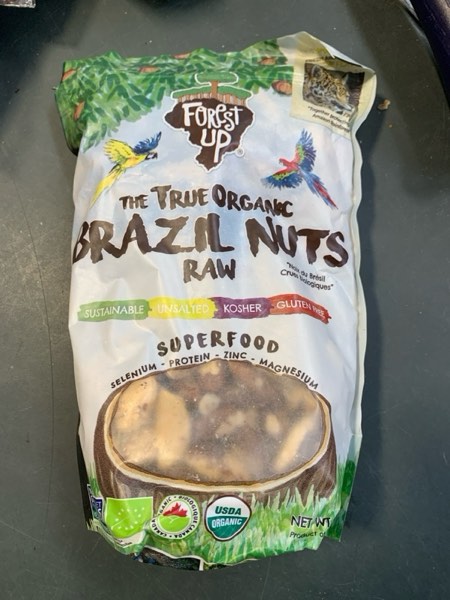 FOREST
UP
THE TRUE ORGANIC
BRAZIL NUTS
RAW
"Noix du Brésil
Crues Biologiques"
SUSTAINABLE - UNSALTED - KOSHER - GLUTEN FREE
SUPERFOOD
SELENIUM - PROTEIN - ZINC - MAGNESIUM
USDA
ORGANIC
NET WT